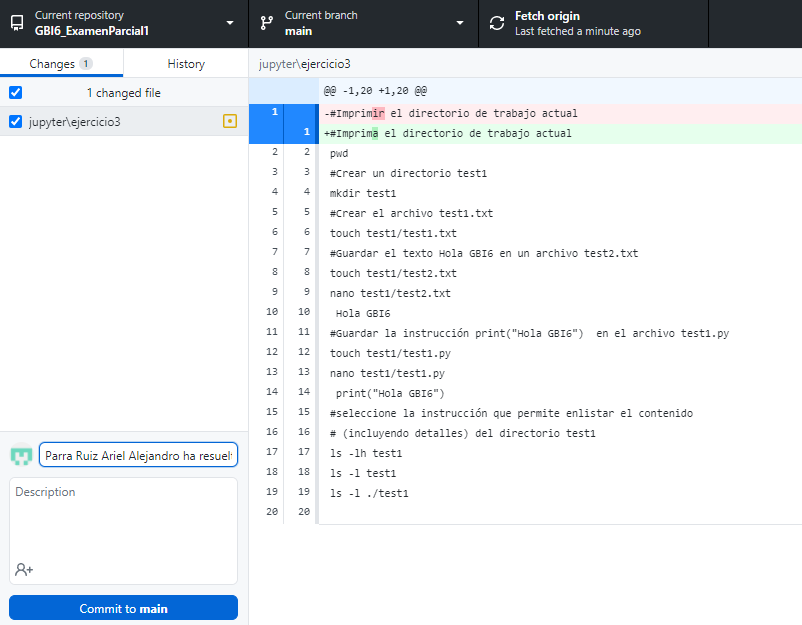 Current repository
GBI6_ExamenParcial1
Current branch
main
Fetch origin
Last fetched a minute ago
Changes 1
History
jupyter\ejercicio3
1 changed file
jupyter\ejercicio3
@@ -1,20 +1,20 @@
1 -#Imprimir el directorio de trabajo actual
1 +#Imprima el directorio de trabajo actual
2 2 pwd
3 3 #Crear un directorio test1
4 4 mkdir test1
5 5 #Crear el archivo test1.txt
6 6 touch test1/test1.txt
7 7 #Guardar el texto Hola GBI6 en un archivo test2.txt
8 8 touch test1/test2.txt
9 9 nano test1/test2.txt
10 10 Hola GBI6
11 11 #Guardar la instrucción print("Hola GBI6") en el archivo test1.py
12 12 touch test1/test1.py
13 13 nano test1/test1.py
14 14 print("Hola GBI6")
15 15 #seleccione la instrucción que permite enlistar el contenido
16 16 # (incluyendo detalles) del directorio test1
17 17 ls -lh test1
18 18 ls -l test1
19 19 ls -l ./test1
20 20
Parra Ruiz Ariel Alejandro ha resuel
Description
Commit to main